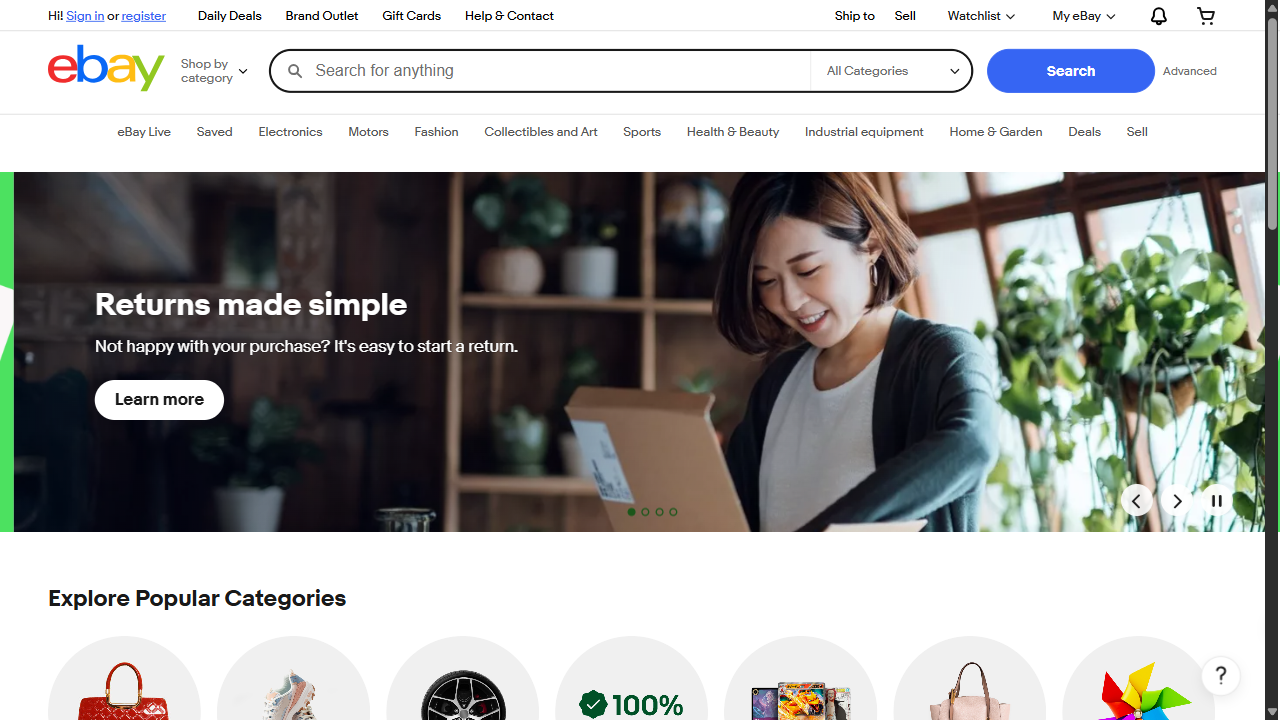 Hi! Sign in or register Daily Deals Brand Outlet Gift Cards Help & Contact Ship to Sell Watchlist My eBay
ebay Shop by category Search for anything All Categories Search Advanced
eBay Live Saved Electronics Motors Fashion Collectibles and Art Sports Health & Beauty Industrial equipment Home & Garden Deals Sell
Returns made simple
Not happy with your purchase? It's easy to start a return.
Learn more
Explore Popular Categories
100%
?